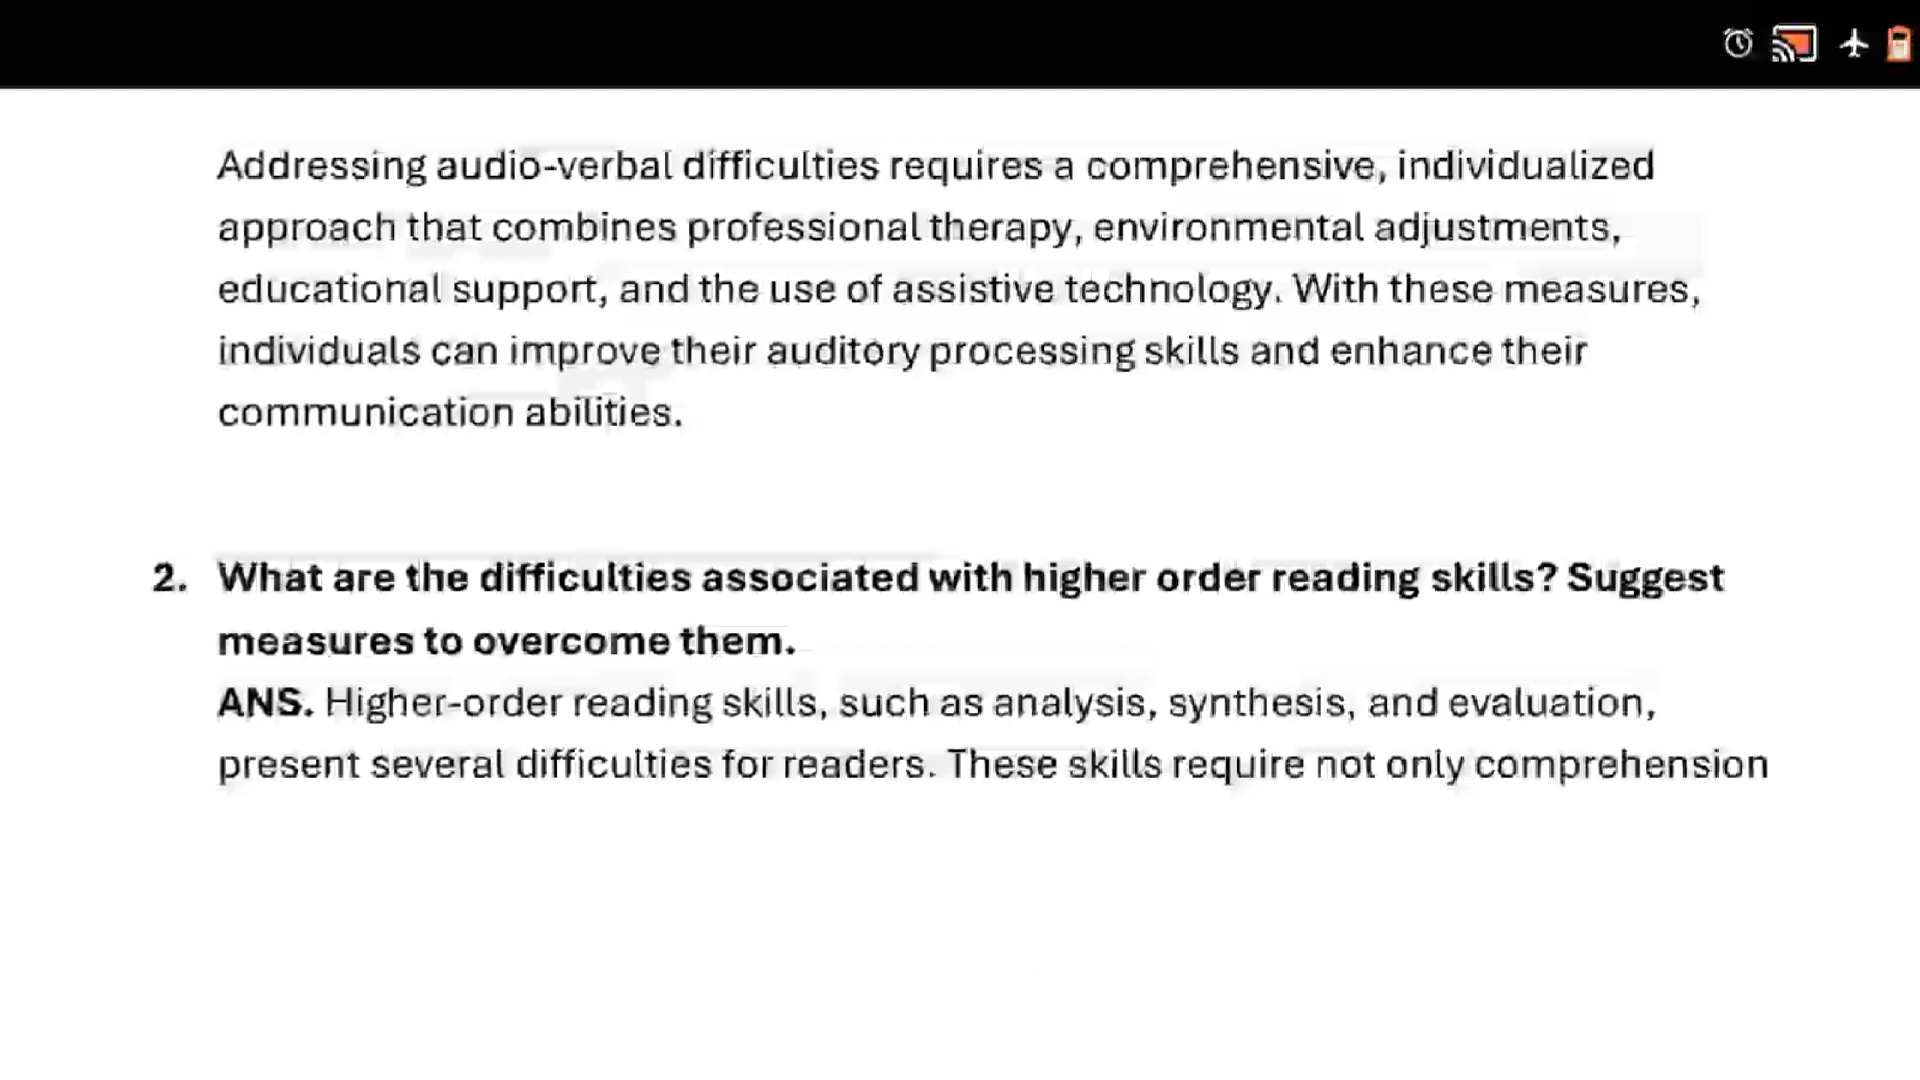 Addressing audio-verbal difficulties requires a comprehensive, individualized
approach that combines professional therapy, environmental adjustments,
educational support, and the use of assistive technology. With these measures,
individuals can improve their auditory processing skills and enhance their
communication abilities.
2. What are the difficulties associated with higher order reading skills? Suggest
measures to overcome them.
ANS. Higher-order reading skills, such as analysis, synthesis, and evaluation,
present several difficulties for readers. These skills require not only comprehension